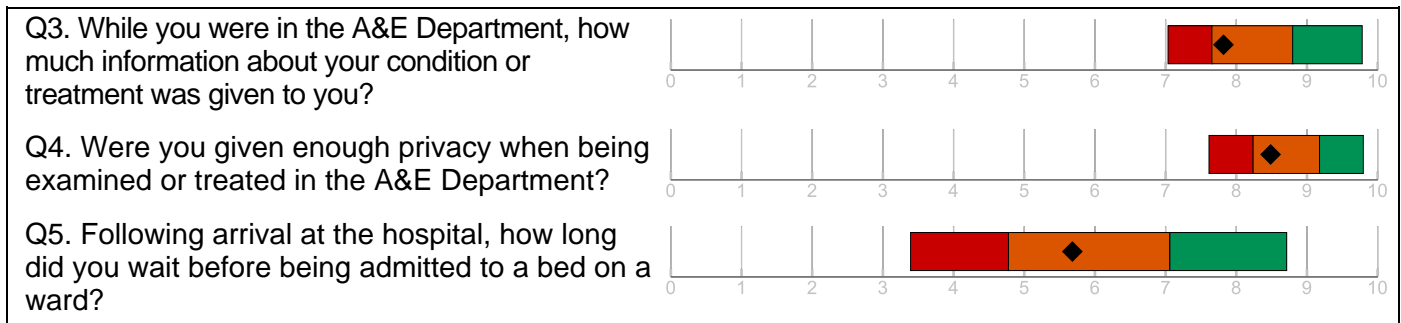 Q3. While you were in the A&E Department, how
much information about your condition or
treatment was given to you?
0 1 2 3 4 5 6 7 8 9 10
Q4. Were you given enough privacy when being
examined or treated in the A&E Department?
0 1 2 3 4 5 6 7 8 9 10
Q5. Following arrival at the hospital, how long
did you wait before being admitted to a bed on a
ward?
0 1 2 3 4 5 6 7 8 9 10